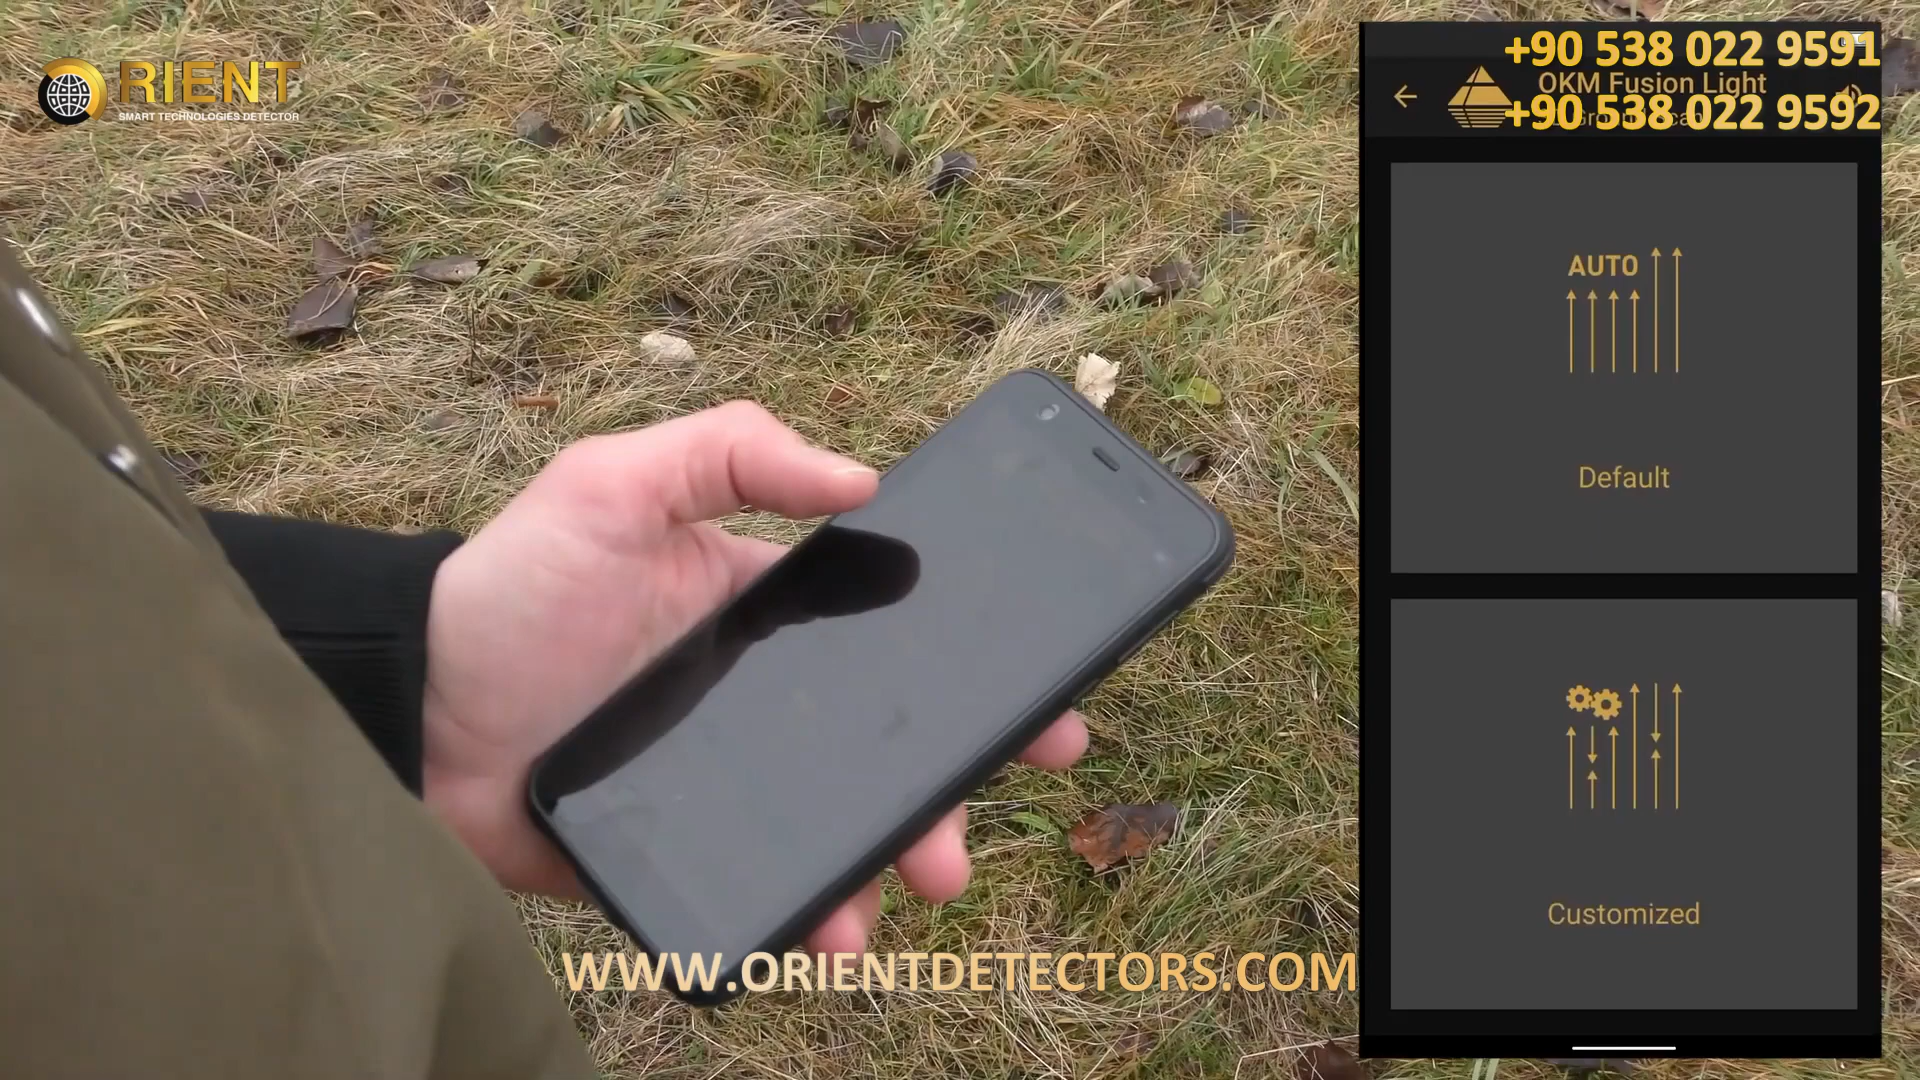 ORIENT
SMART TECHNOLOGIES DETECTOR
+90 538 022 9591
OKM Fusion Light
+90 538 022 9592
AUTO
Default
Customized
WWW.ORIENTDETECTORS.COM